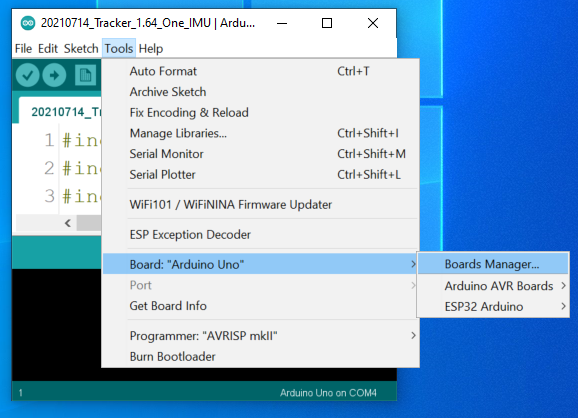 20210714_Tracker_1.64_One_IMU | Arduin
File Edit Sketch Tools Help
20210714_Tr
1 #inc
2 #inc
3 #inc
Auto Format Ctrl+T
Archive Sketch
Fix Encoding & Reload
Manage Libraries... Ctrl+Shift+I
Serial Monitor Ctrl+Shift+M
Serial Plotter Ctrl+Shift+L
WiFi101 / WiFiNINA Firmware Updater
ESP Exception Decoder
Board: "Arduino Uno"
Boards Manager...
Port
Arduino AVR Boards
Get Board Info
ESP32 Arduino
Programmer: "AVRISP mkII"
Burn Bootloader
1 Arduino Uno on COM4